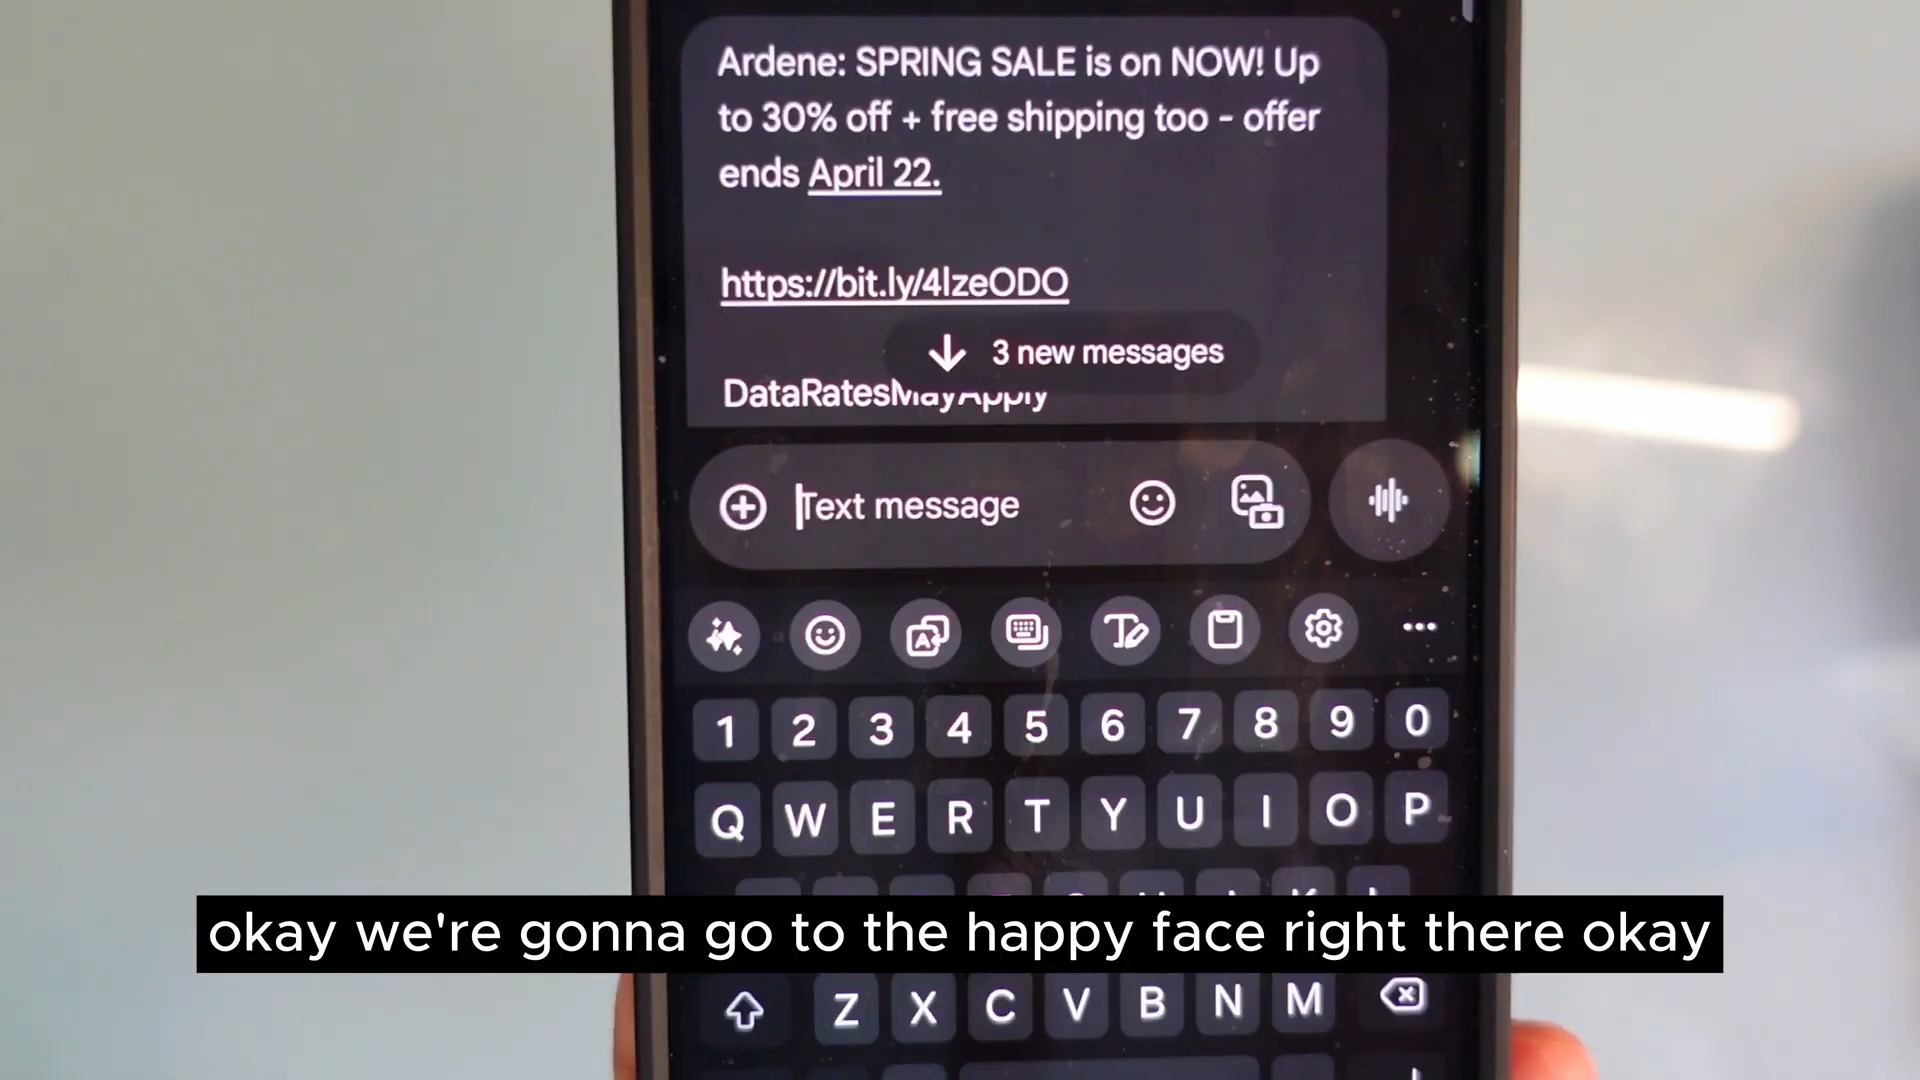 Ardene: SPRING SALE is on NOW! Up
to 30% off + free shipping too - offer
ends April 22.
https://bit.ly/4lzeODO
3 new messages
DataRatesMayApply
Text message
1 2 3 4 5 6 7 8 9 0
Q W E R T Y U I O P
okay we're gonna go to the happy face right there okay
Z X C V B N M